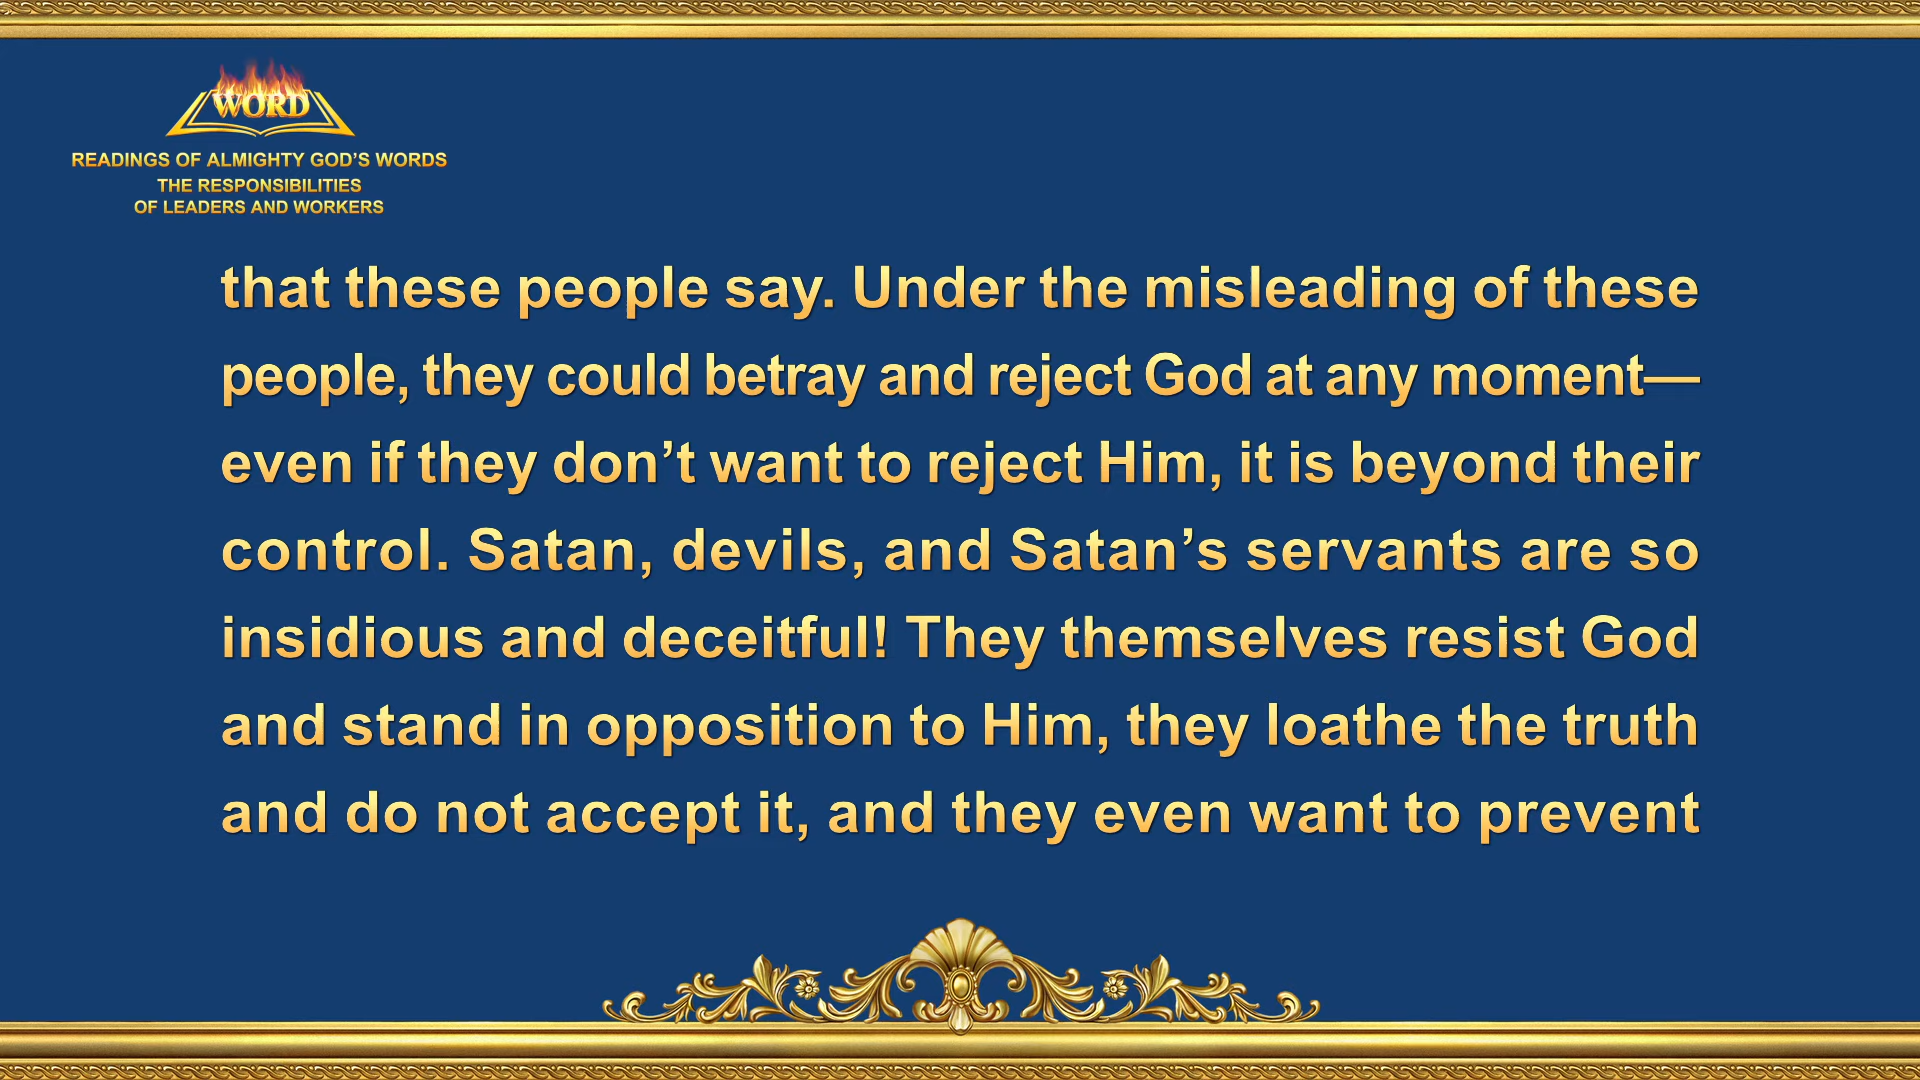 WORD
READINGS OF ALMIGHTY GOD’S WORDS
THE RESPONSIBILITIES
OF LEADERS AND WORKERS
that these people say. Under the misleading of these
people, they could betray and reject God at any moment—
even if they don’t want to reject Him, it is beyond their
control. Satan, devils, and Satan’s servants are so
insidious and deceitful! They themselves resist God
and stand in opposition to Him, they loathe the truth
and do not accept it, and they even want to prevent